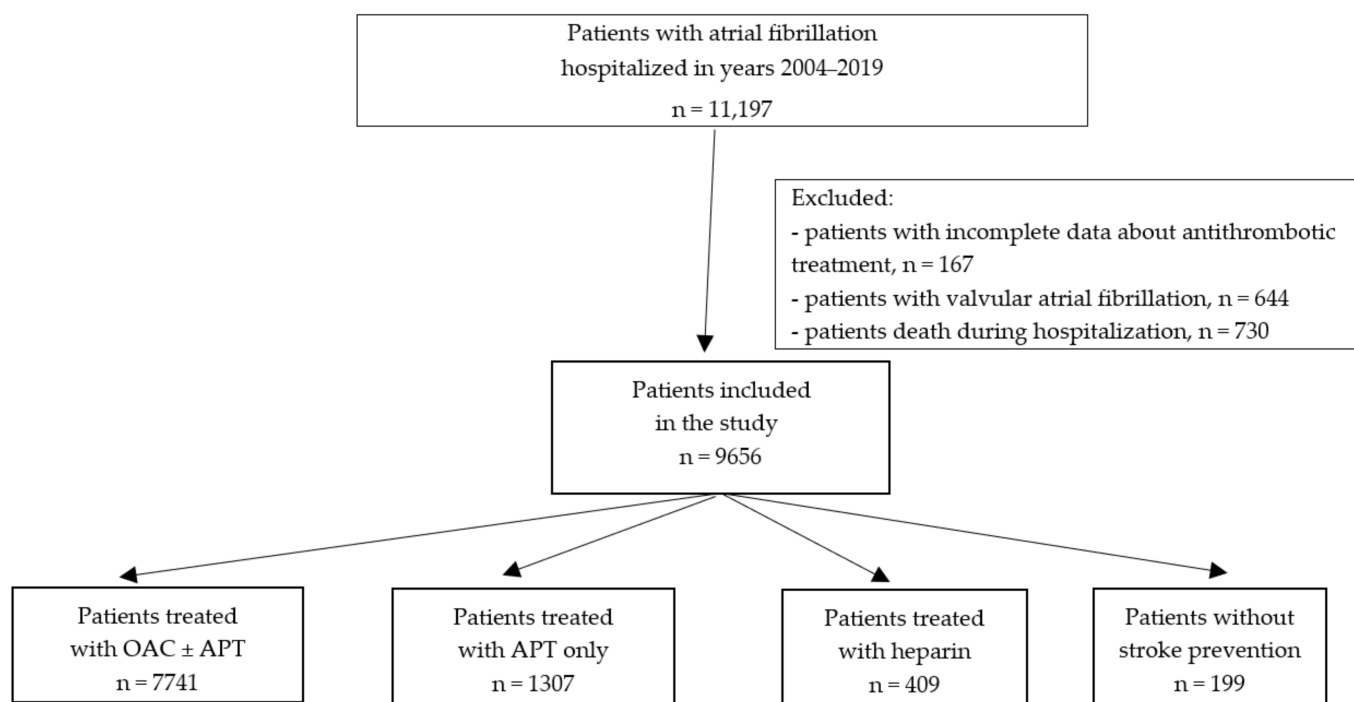 Patients with atrial fibrillation
hospitalized in years 2004–2019
n = 11,197
Excluded:
- patients with incomplete data about antithrombotic
treatment, n = 167
- patients with valvular atrial fibrillation, n = 644
- patients death during hospitalization, n = 730
Patients included
in the study
n = 9656
Patients treated
with OAC ± APT
n = 7741
Patients treated
with APT only
n = 1307
Patients treated
with heparin
n = 409
Patients without
stroke prevention
n = 199